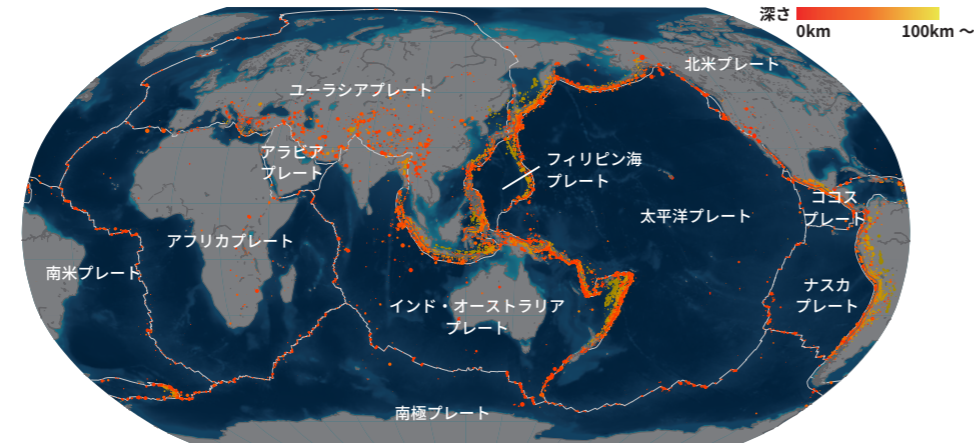 深さ
0km 100km ～
北米プレート
ユーラシアプレート
アラビア
プレート
フィリピン海
プレート
ココス
プレート
太平洋プレート
アフリカプレート
南米プレート
ナスカ
プレート
インド・オーストラリア
プレート
南極プレート